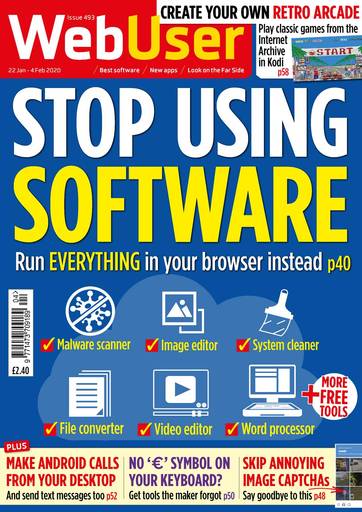 CREATE YOUR OWN RETRO ARCADE
Issue 493
WebUser
Play classic games from the
Internet
Archive
in Kodi
p58
START
22 Jan - 4 Feb 2020
Best software / New apps / Look on the Far Side
STOP USING
SOFTWARE
Run EVERYTHING in your browser instead p40
Malware scanner
Image editor
System cleaner
File converter
Video editor
Word processor
+ MORE
FREE
TOOLS
04
9 771473 709189
£2.40
PLUS
MAKE ANDROID CALLS
FROM YOUR DESKTOP
And send text messages too p52
NO ‘€’ SYMBOL ON
YOUR KEYBOARD?
Get tools the maker forgot p50
SKIP ANNOYING
IMAGE CAPTCHAs
Say goodbye to this p48